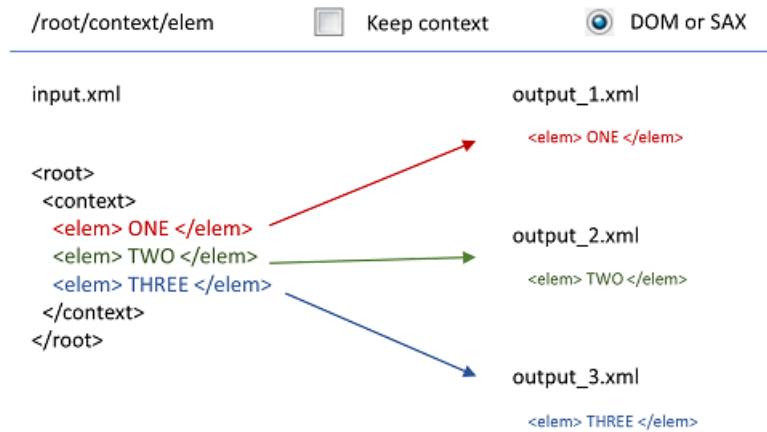 /root/context/elem Keep context DOM or SAX
input.xml
<root>
<context>
<elem> ONE </elem>
<elem> TWO </elem>
<elem> THREE </elem>
</context>
</root>
output_1.xml
<elem> ONE </elem>
output_2.xml
<elem> TWO </elem>
output_3.xml
<elem> THREE </elem>